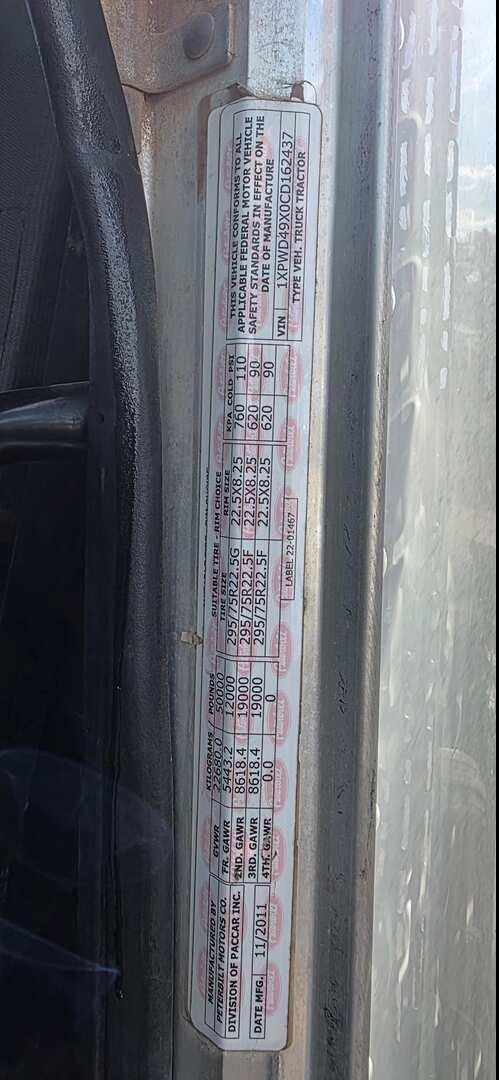 MANUFACTURED BY
PETERBILT MOTORS CO.
DIVISION OF PACCAR INC.
DATE MFG. 11/2011
KILOGRAMS / POUNDS
GVWR 22680.0 50000
FR. GAWR 5443.2 12000
2ND. GAWR 8618.4 19000
3RD. GAWR 8618.4 19000
4TH. GAWR 0.0 0
SUITABLE TIRE - RIM CHOICE
TIRE SIZE RIM SIZE KPA COLD PSI
295/75R22.5G 22.5X8.25 760 110
295/75R22.5F 22.5X8.25 620 90
295/75R22.5F 22.5X8.25 620 90
LABEL 22-01467
THIS VEHICLE CONFORMS TO ALL
APPLICABLE FEDERAL MOTOR VEHICLE
SAFETY STANDARDS IN EFFECT ON THE
DATE OF MANUFACTURE
VIN 1XPWD49X0CD162437
TYPE VEH. TRUCK TRACTOR